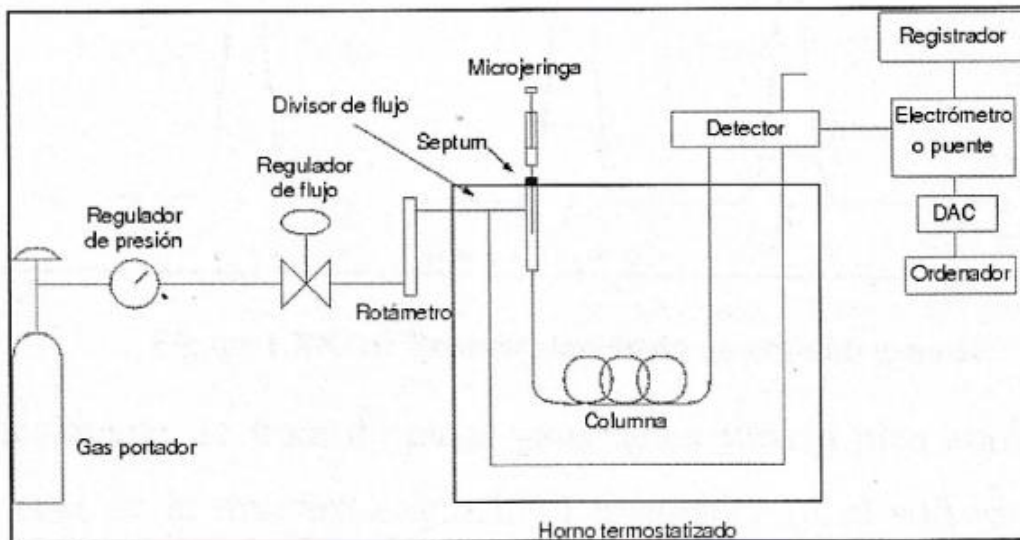 Registrador
Microjeringa
Divisor de flujo
Septum
Detector
Electrómetro
o puente
Regulador
de flujo
Regulador
de presión
DAC
Ordenador
Rotámetro
Columna
Gas portador
Horno termostatizado